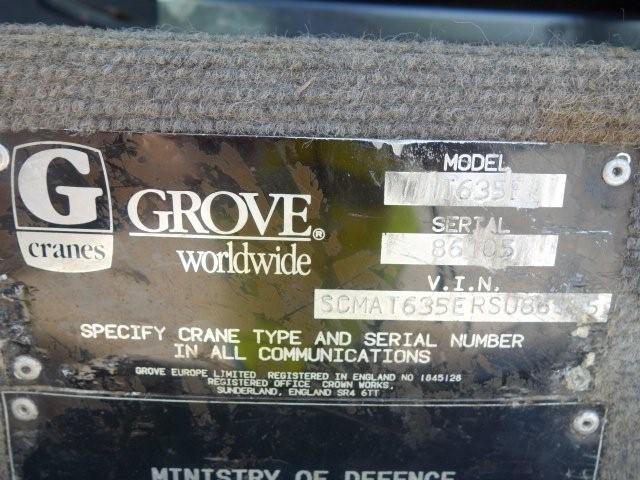 G
cranes
GROVE®
worldwide
MODEL
SERIAL
V.I.N.
SPECIFY CRANE TYPE AND SERIAL NUMBER
IN ALL COMMUNICATIONS
GROVE EUROPE LIMITED. REGISTERED IN ENGLAND NO 1845128
REGISTERED OFFICE. CROWN WORKS,
SUNDERLAND, ENGLAND SR4 6TT
MINISTRY OF DEFENCE